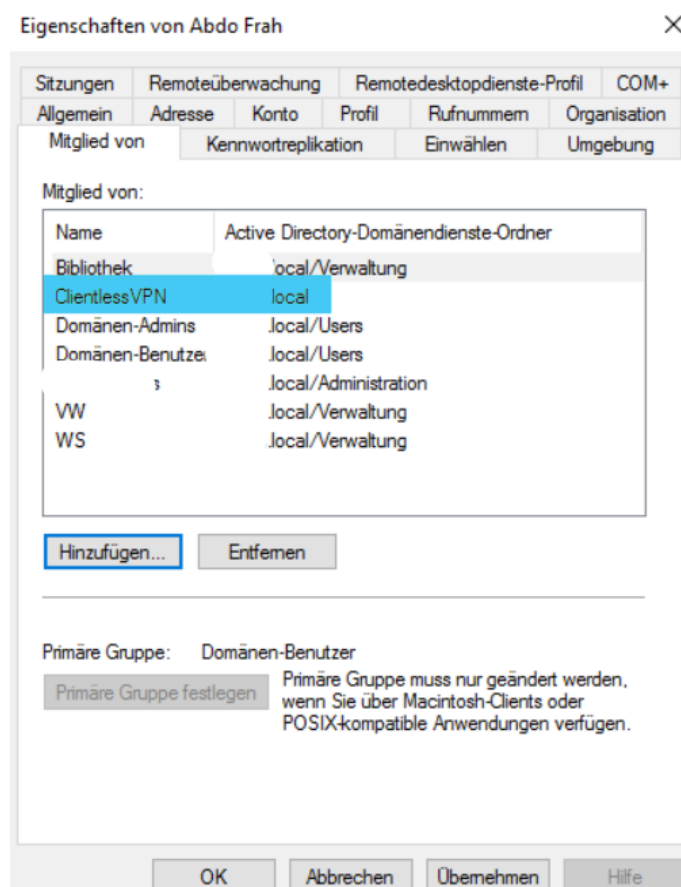 Eigenschaften von Abdo Frah
Sitzungen Remoteüberwachung Remotedesktopdienste-Profil COM+
Allgemein Adresse Konto Profil Rufnummern Organisation
Mitglied von Kennwortreplikation Einwählen Umgebung
Mitglied von:
Name Active Directory-Domänendienste-Ordner
Bibliothek local/Verwaltung
ClientlessVPN local
Domänen-Admins .local/Users
Domänen-Benutze .local/Users
s .local/Administration
VW .local/Verwaltung
WS .local/Verwaltung
Hinzufügen... Entfernen
Primäre Gruppe: Domänen-Benutzer
Primäre Gruppe festlegen
Primäre Gruppe muss nur geändert werden,
wenn Sie über Macintosh-Clients oder
POSIX-kompatible Anwendungen verfügen.
OK Abbrechen Übernehmen Hilfe